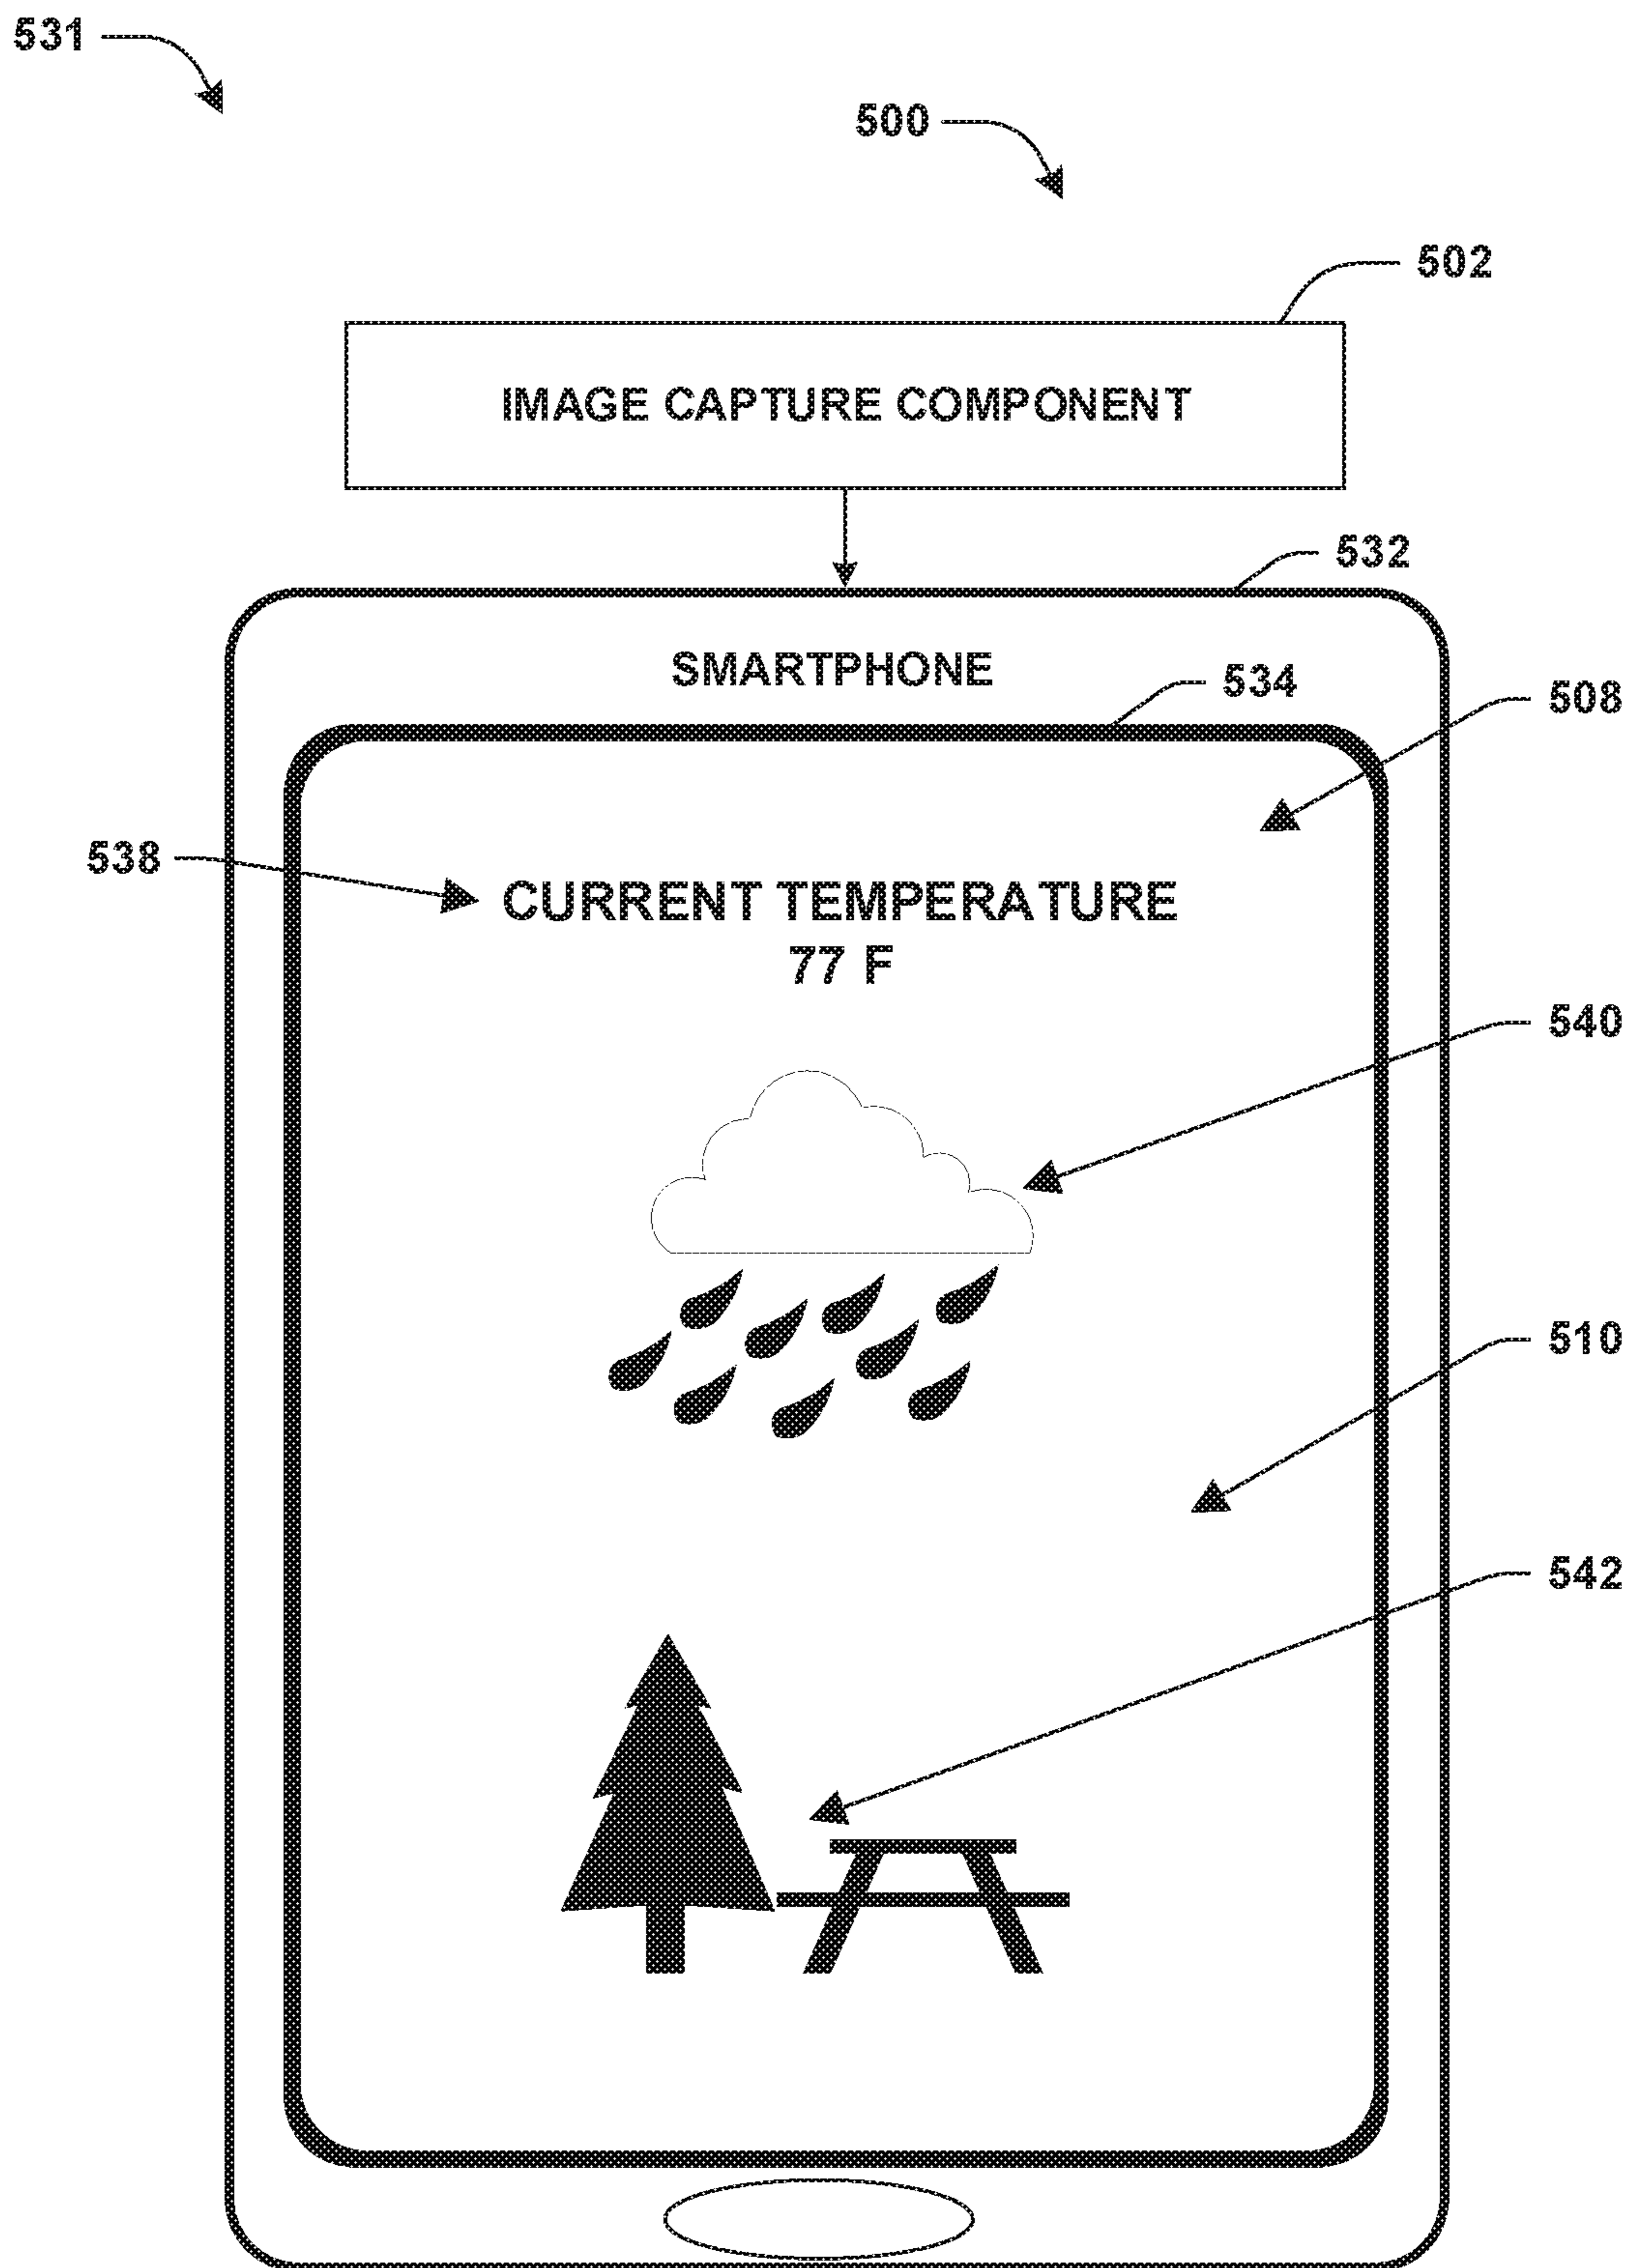 531
500
502
IMAGE CAPTURE COMPONENT
532
SMARTPHONE
534
508
538
CURRENT TEMPERATURE
77 F
540
510
542